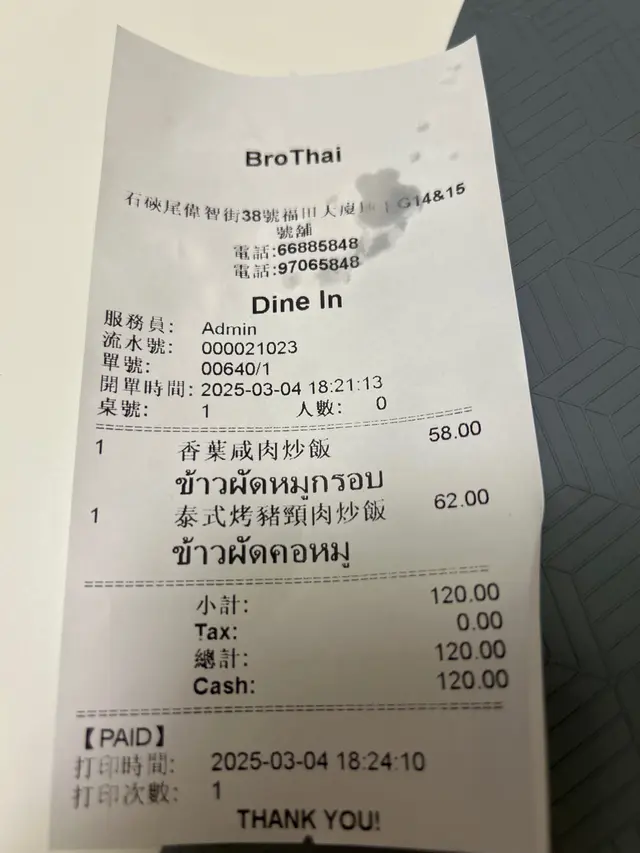 BroThai
石硤尾偉智街38號福田大廈 G14&15
號舖
電話:66885848
電話:97065848
Dine In
服務員: Admin
流水號: 000021023
單號: 00640/1
開單時間: 2025-03-04 18:21:13
桌號: 1 人數: 0
1 香葉咸肉炒飯 58.00
ข้าวผัดหมูกรอบ
1 泰式烤豬頸肉炒飯 62.00
ข้าวผัดคอหมู
小計: 120.00
Tax: 0.00
總計: 120.00
Cash: 120.00
【PAID】
打印時間: 2025-03-04 18:24:10
打印次數: 1
THANK YOU!